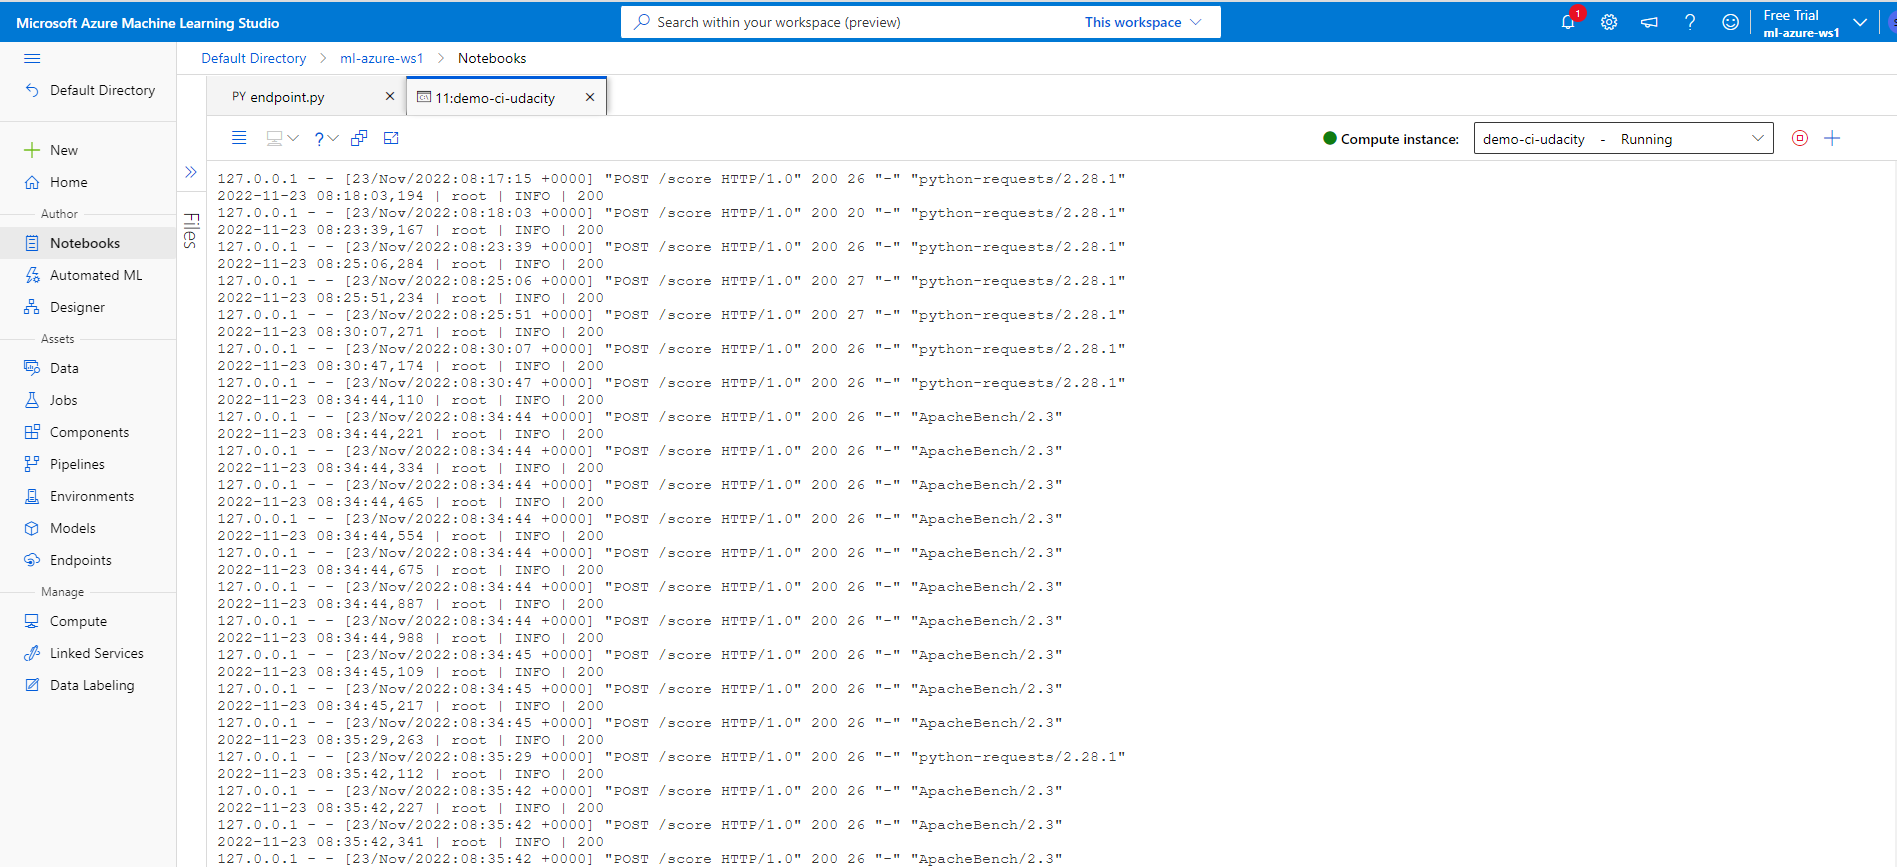 Microsoft Azure Machine Learning Studio
Search within your workspace (preview)
This workspace
1
Free Trial
ml-azure-ws1
Default Directory
New
Home
Author
Notebooks
Automated ML
Designer
Assets
Data
Jobs
Components
Pipelines
Environments
Models
Endpoints
Manage
Compute
Linked Services
Data Labeling
Files
Default Directory > ml-azure-ws1 > Notebooks
PY endpoint.py
11:demo-ci-udacity
Compute instance: demo-ci-udacity - Running
127.0.0.1 - - [23/Nov/2022:08:17:15 +0000] "POST /score HTTP/1.0" 200 26 "-" "python-requests/2.28.1"
2022-11-23 08:18:03,194 | root | INFO | 200
127.0.0.1 - - [23/Nov/2022:08:18:03 +0000] "POST /score HTTP/1.0" 200 20 "-" "python-requests/2.28.1"
2022-11-23 08:23:39,167 | root | INFO | 200
127.0.0.1 - - [23/Nov/2022:08:23:39 +0000] "POST /score HTTP/1.0" 200 26 "-" "python-requests/2.28.1"
2022-11-23 08:25:06,284 | root | INFO | 200
127.0.0.1 - - [23/Nov/2022:08:25:06 +0000] "POST /score HTTP/1.0" 200 27 "-" "python-requests/2.28.1"
2022-11-23 08:25:51,234 | root | INFO | 200
127.0.0.1 - - [23/Nov/2022:08:25:51 +0000] "POST /score HTTP/1.0" 200 27 "-" "python-requests/2.28.1"
2022-11-23 08:30:07,271 | root | INFO | 200
127.0.0.1 - - [23/Nov/2022:08:30:07 +0000] "POST /score HTTP/1.0" 200 26 "-" "python-requests/2.28.1"
2022-11-23 08:30:47,174 | root | INFO | 200
127.0.0.1 - - [23/Nov/2022:08:30:47 +0000] "POST /score HTTP/1.0" 200 26 "-" "python-requests/2.28.1"
2022-11-23 08:34:44,110 | root | INFO | 200
127.0.0.1 - - [23/Nov/2022:08:34:44 +0000] "POST /score HTTP/1.0" 200 26 "-" "ApacheBench/2.3"
2022-11-23 08:34:44,221 | root | INFO | 200
127.0.0.1 - - [23/Nov/2022:08:34:44 +0000] "POST /score HTTP/1.0" 200 26 "-" "ApacheBench/2.3"
2022-11-23 08:34:44,334 | root | INFO | 200
127.0.0.1 - - [23/Nov/2022:08:34:44 +0000] "POST /score HTTP/1.0" 200 26 "-" "ApacheBench/2.3"
2022-11-23 08:34:44,465 | root | INFO | 200
127.0.0.1 - - [23/Nov/2022:08:34:44 +0000] "POST /score HTTP/1.0" 200 26 "-" "ApacheBench/2.3"
2022-11-23 08:34:44,554 | root | INFO | 200
127.0.0.1 - - [23/Nov/2022:08:34:44 +0000] "POST /score HTTP/1.0" 200 26 "-" "ApacheBench/2.3"
2022-11-23 08:34:44,675 | root | INFO | 200
127.0.0.1 - - [23/Nov/2022:08:34:44 +0000] "POST /score HTTP/1.0" 200 26 "-" "ApacheBench/2.3"
2022-11-23 08:34:44,887 | root | INFO | 200
127.0.0.1 - - [23/Nov/2022:08:34:44 +0000] "POST /score HTTP/1.0" 200 26 "-" "ApacheBench/2.3"
2022-11-23 08:34:44,988 | root | INFO | 200
127.0.0.1 - - [23/Nov/2022:08:34:45 +0000] "POST /score HTTP/1.0" 200 26 "-" "ApacheBench/2.3"
2022-11-23 08:34:45,109 | root | INFO | 200
127.0.0.1 - - [23/Nov/2022:08:34:45 +0000] "POST /score HTTP/1.0" 200 26 "-" "ApacheBench/2.3"
2022-11-23 08:34:45,217 | root | INFO | 200
127.0.0.1 - - [23/Nov/2022:08:34:45 +0000] "POST /score HTTP/1.0" 200 26 "-" "ApacheBench/2.3"
2022-11-23 08:35:29,263 | root | INFO | 200
127.0.0.1 - - [23/Nov/2022:08:35:29 +0000] "POST /score HTTP/1.0" 200 26 "-" "python-requests/2.28.1"
2022-11-23 08:35:42,112 | root | INFO | 200
127.0.0.1 - - [23/Nov/2022:08:35:42 +0000] "POST /score HTTP/1.0" 200 26 "-" "ApacheBench/2.3"
2022-11-23 08:35:42,227 | root | INFO | 200
127.0.0.1 - - [23/Nov/2022:08:35:42 +0000] "POST /score HTTP/1.0" 200 26 "-" "ApacheBench/2.3"
2022-11-23 08:35:42,341 | root | INFO | 200
127.0.0.1 - - [23/Nov/2022:08:35:42 +0000] "POST /score HTTP/1.0" 200 26 "-" "ApacheBench/2.3"